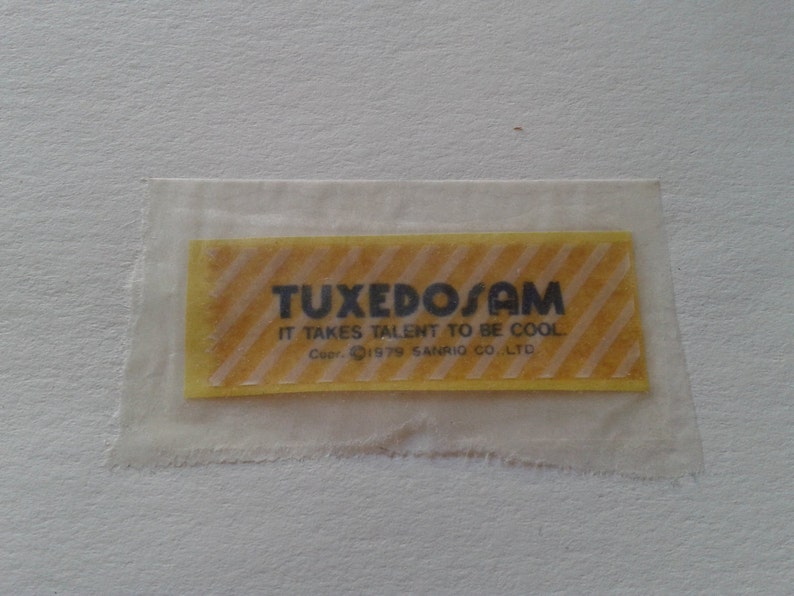 TUXEDOSAM
IT TAKES TALENT TO BE COOL.
Copr. ©1979 SANRIO CO.,LTD.